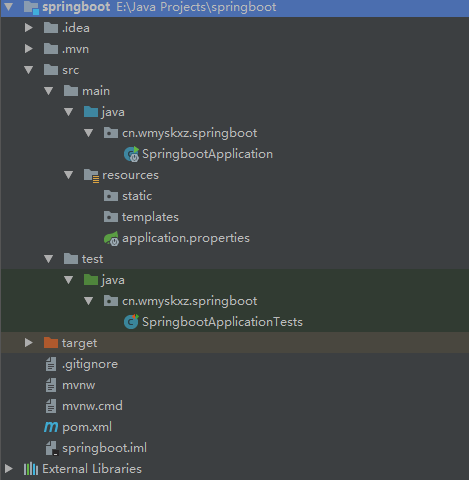 springboot E:\Java Projects\springboot
.idea
.mvn
src
main
java
cn.wmyskxz.springboot
SpringbootApplication
resources
static
templates
application.properties
test
java
cn.wmyskxz.springboot
SpringbootApplicationTests
target
.gitignore
mvnw
mvnw.cmd
pom.xml
springboot.iml
External Libraries